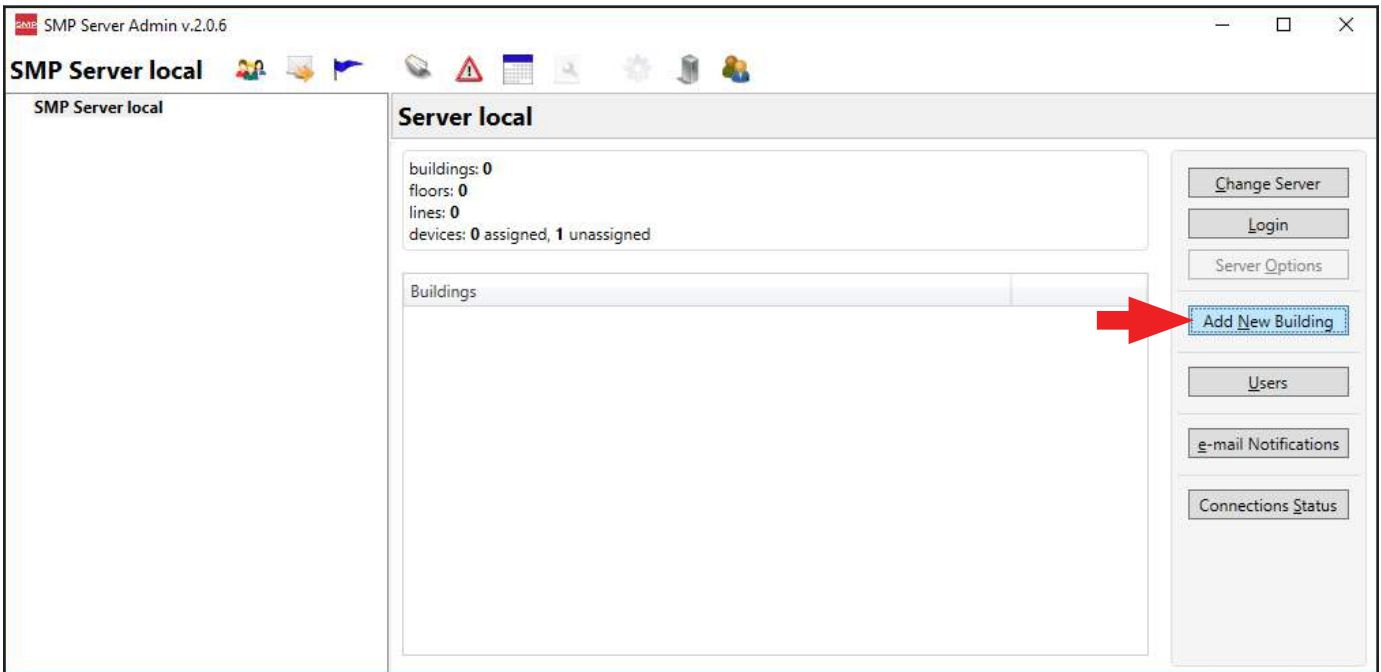 SMP SMP Server Admin v.2.0.6
SMP Server local
SMP Server local
Server local
buildings: 0
floors: 0
lines: 0
devices: 0 assigned, 1 unassigned
Buildings
Change Server
Login
Server Options
Add New Building
Users
e-mail Notifications
Connections Status